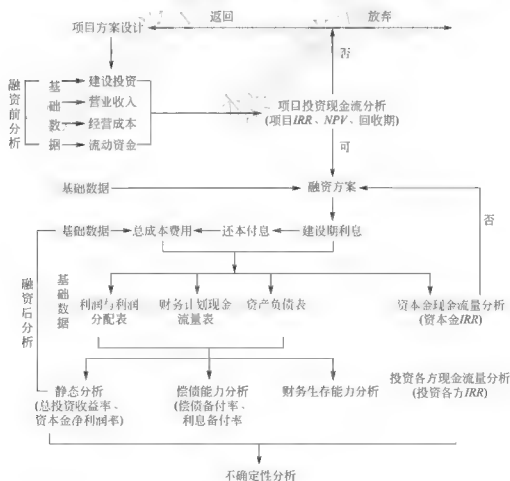 返回
放弃
项目方案设计
否
融资前分析
基础数据
建设投资
营业收入
经营成本
流动资金
项目投资现金流分析
(项目IRR、NPV、回收期)
可
基础数据
融资方案
否
融资后分析
基础数据
总成本费用
还本付息
建设期利息
基础数据
利润与利润
分配表
财务计划现金
流量表
资产负债表
资本金现金流量分析
(资本金IRR)
静态分析
(总投资收益率、
资本金净利润率)
偿债能力分析
(偿债备付率、
利息备付率
财务生存能力分析
投资各方现金流量分析
(投资各方IRR)
不确定性分析